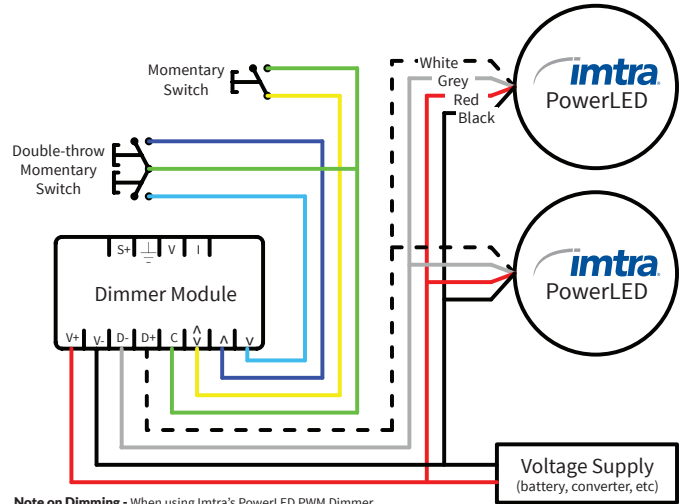 Momentary
Switch
Double-throw
Momentary
Switch
White
Grey
Red
Black
imtra
PowerLED
imtra
PowerLED
S+ V I
Dimmer Module
V+ V- D- D+ C < > < >
Voltage Supply
(battery, converter, etc)
Note on Dimming - When using Imtra's PowerLED PWM Dimmer